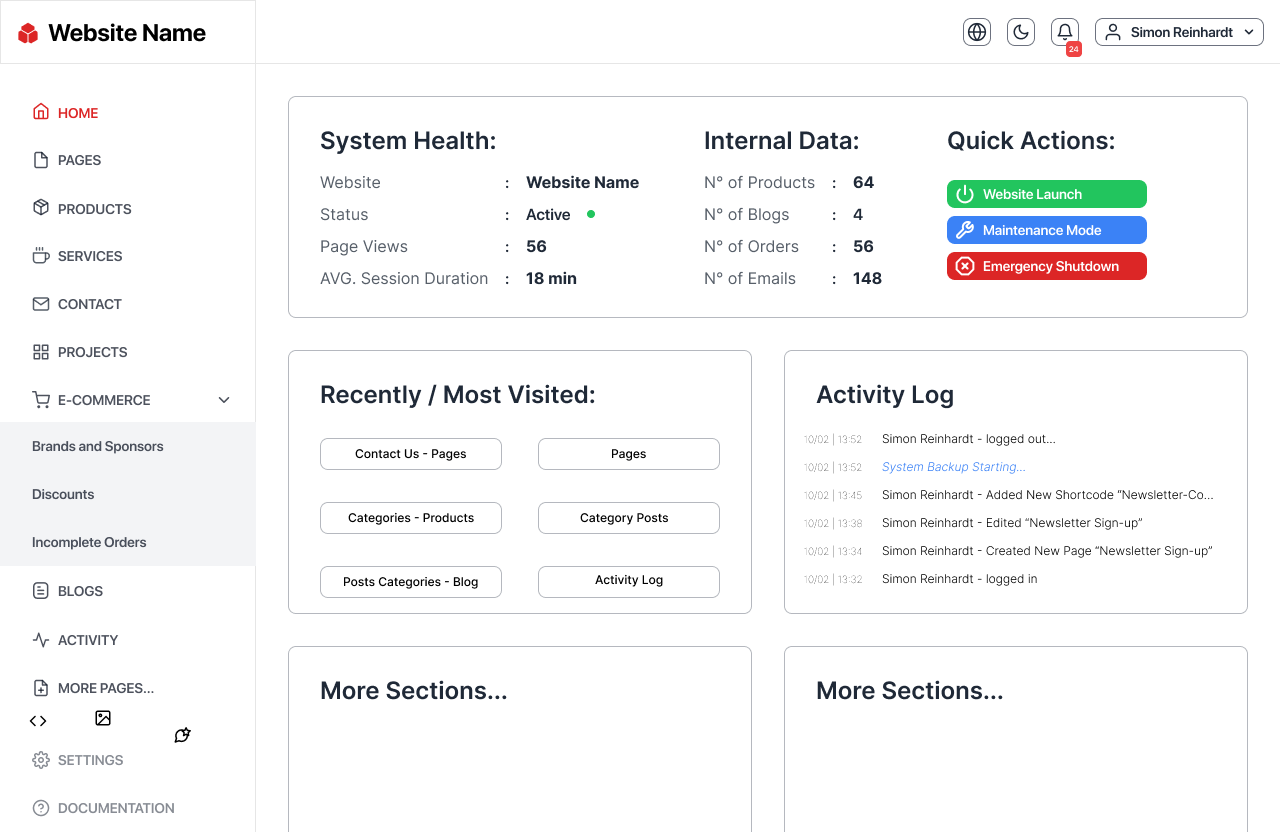 Website Name
24
Simon Reinhardt
HOME
PAGES
PRODUCTS
SERVICES
CONTACT
PROJECTS
E-COMMERCE
Brands and Sponsors
Discounts
Incomplete Orders
BLOGS
ACTIVITY
MORE PAGES...
SETTINGS
DOCUMENTATION
System Health:
Website : Website Name
Status : Active
Page Views : 56
AVG. Session Duration : 18 min
Internal Data:
N° of Products : 64
N° of Blogs : 4
N° of Orders : 56
N° of Emails : 148
Quick Actions:
Website Launch
Maintenance Mode
Emergency Shutdown
Recently / Most Visited:
Contact Us - Pages
Pages
Categories - Products
Category Posts
Posts Categories - Blog
Activity Log
Activity Log
10/02 | 13:52 Simon Reinhardt - logged out...
10/02 | 13:52 System Backup Starting...
10/02 | 13:45 Simon Reinhardt - Added New Shortcode “Newsletter-Co...
10/02 | 13:38 Simon Reinhardt - Edited “Newsletter Sign-up”
10/02 | 13:34 Simon Reinhardt - Created New Page “Newsletter Sign-up”
10/02 | 13:32 Simon Reinhardt - logged in
More Sections...
More Sections...